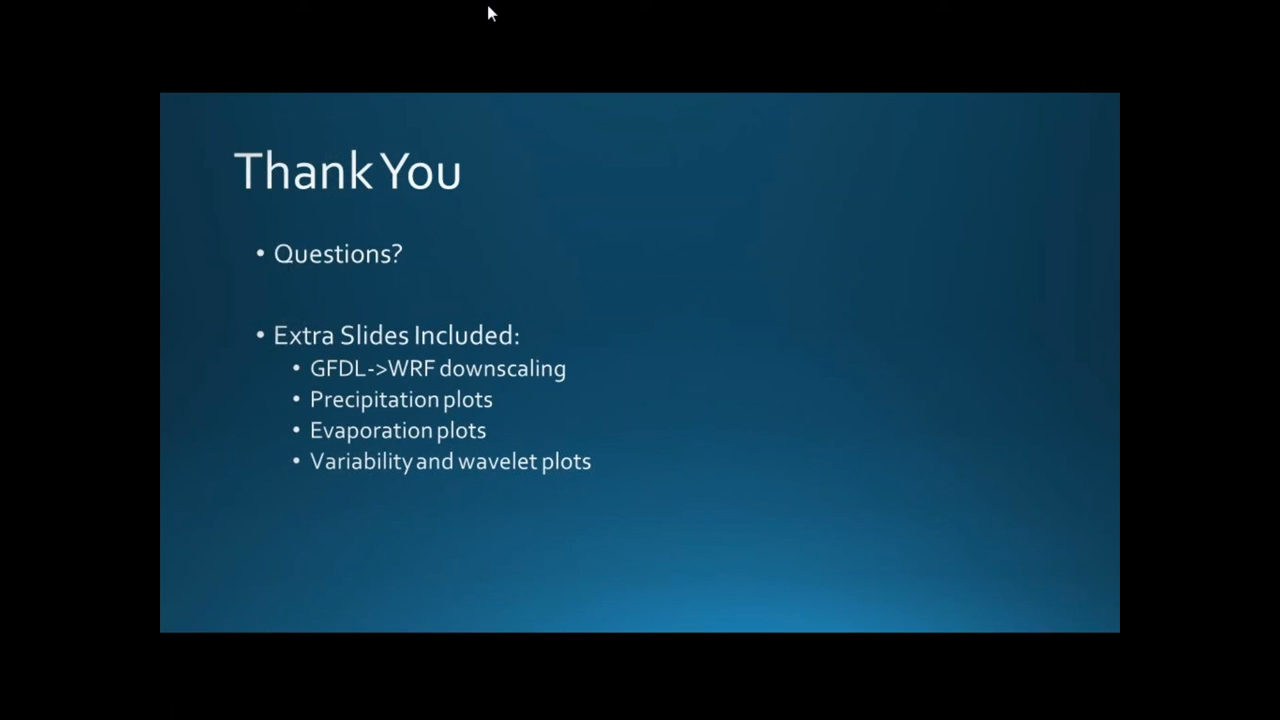 Thank You
• Questions?
• Extra Slides Included:
• GFDL->WRF downscaling
• Precipitation plots
• Evaporation plots
• Variability and wavelet plots